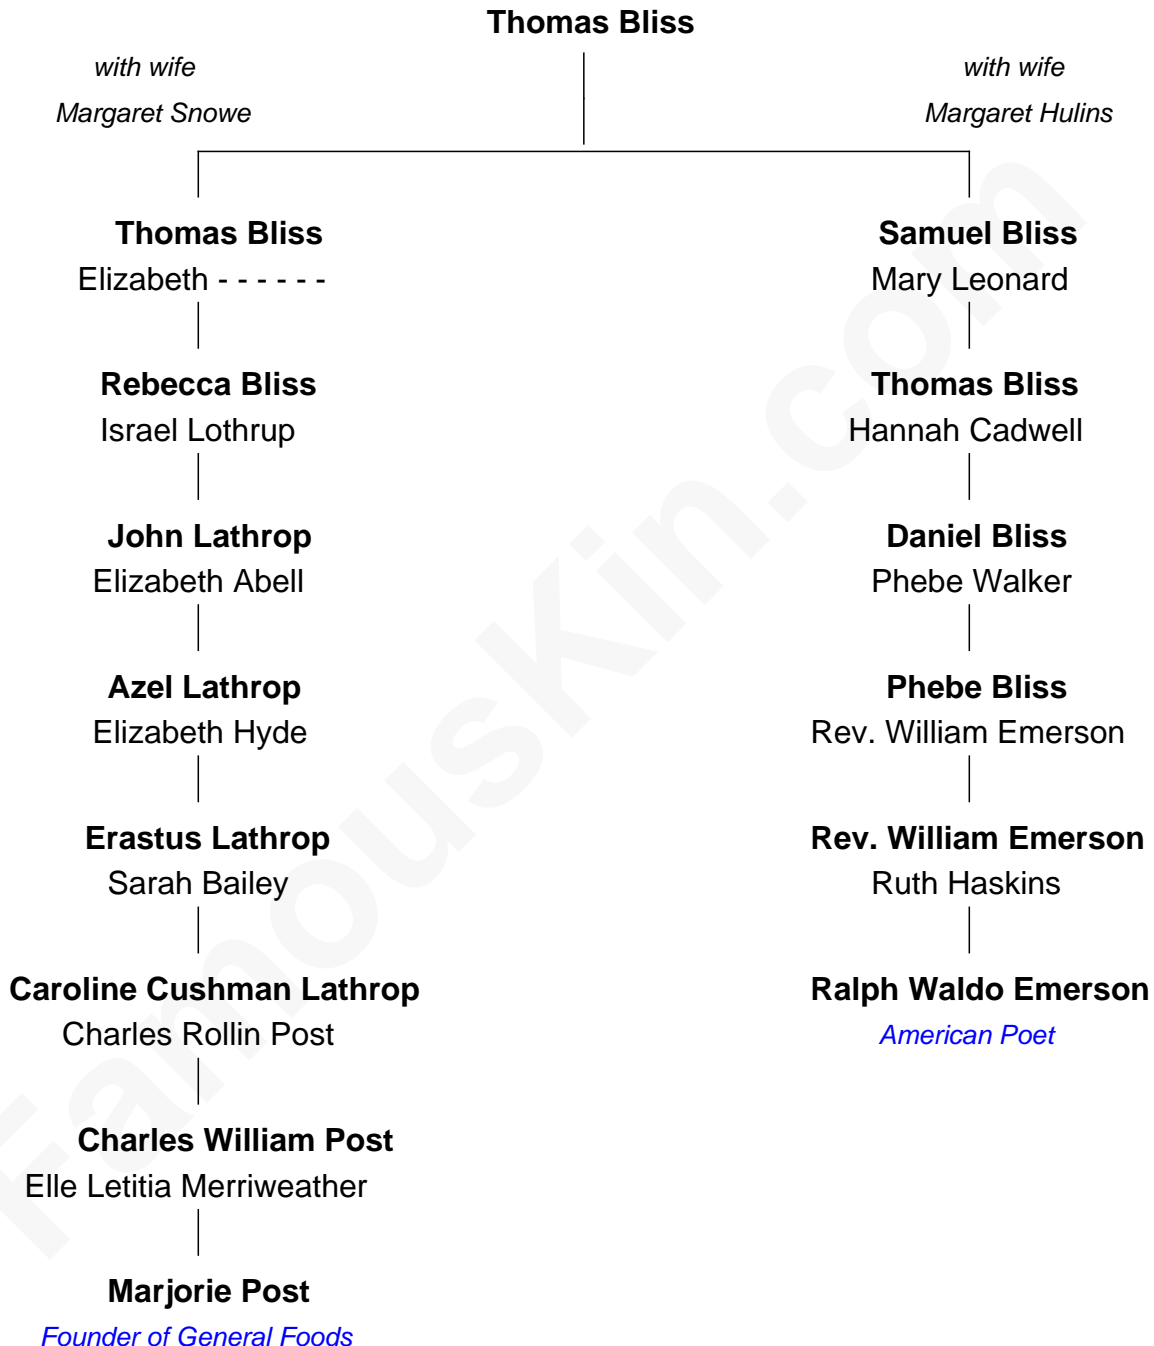 Thomas Bliss
with wife
Margaret Snowe
with wife
Margaret Hulins
Thomas Bliss
Elizabeth - - - - - -
Samuel Bliss
Mary Leonard
Rebecca Bliss
Israel Lothrup
Thomas Bliss
Hannah Cadwell
John Lathrop
Elizabeth Abell
Daniel Bliss
Phebe Walker
Azel Lathrop
Elizabeth Hyde
Phebe Bliss
Rev. William Emerson
Erastus Lathrop
Sarah Bailey
Rev. William Emerson
Ruth Haskins
Caroline Cushman Lathrop
Charles Rollin Post
Ralph Waldo Emerson
American Poet
Charles William Post
Elle Letitia Merriweather
Marjorie Post
Founder of General Foods
FamousKin.com